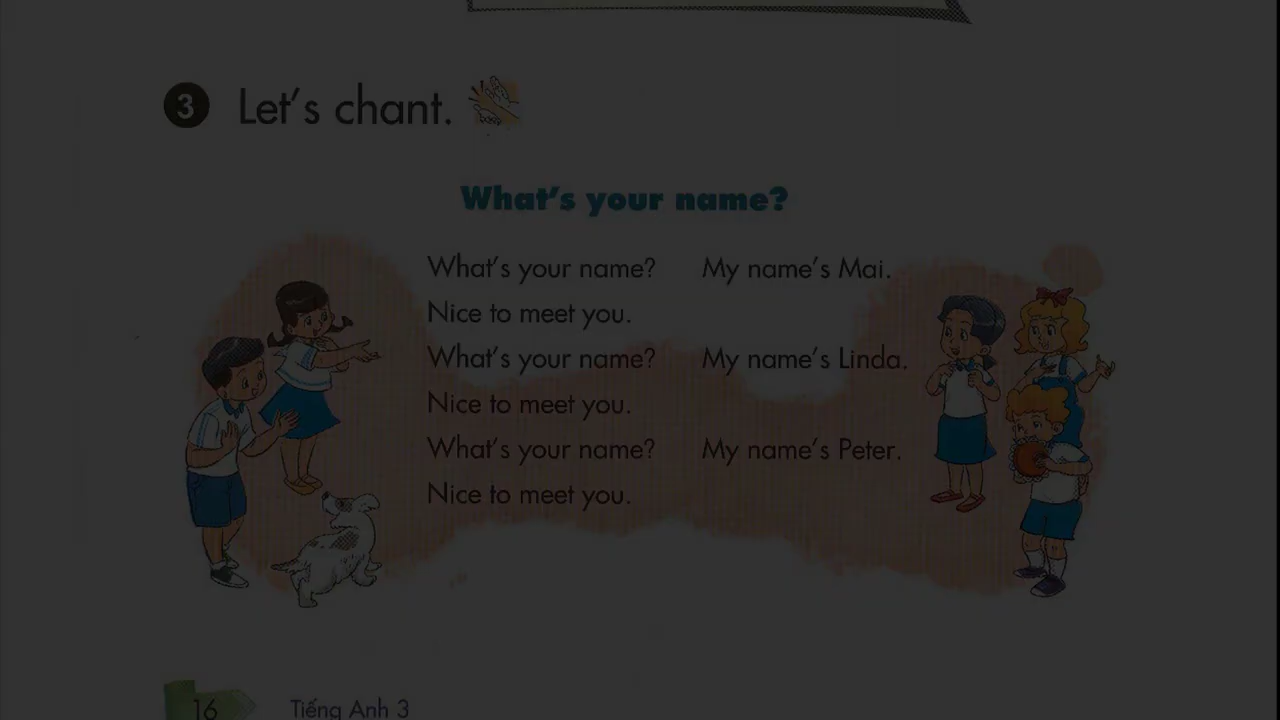 3 Let's chant.
What's your name?
What's your name? My name's Mai.
Nice to meet you.
What's your name? My name's Linda.
Nice to meet you.
What's your name? My name's Peter.
Nice to meet you.
16 Tiếng Anh 3